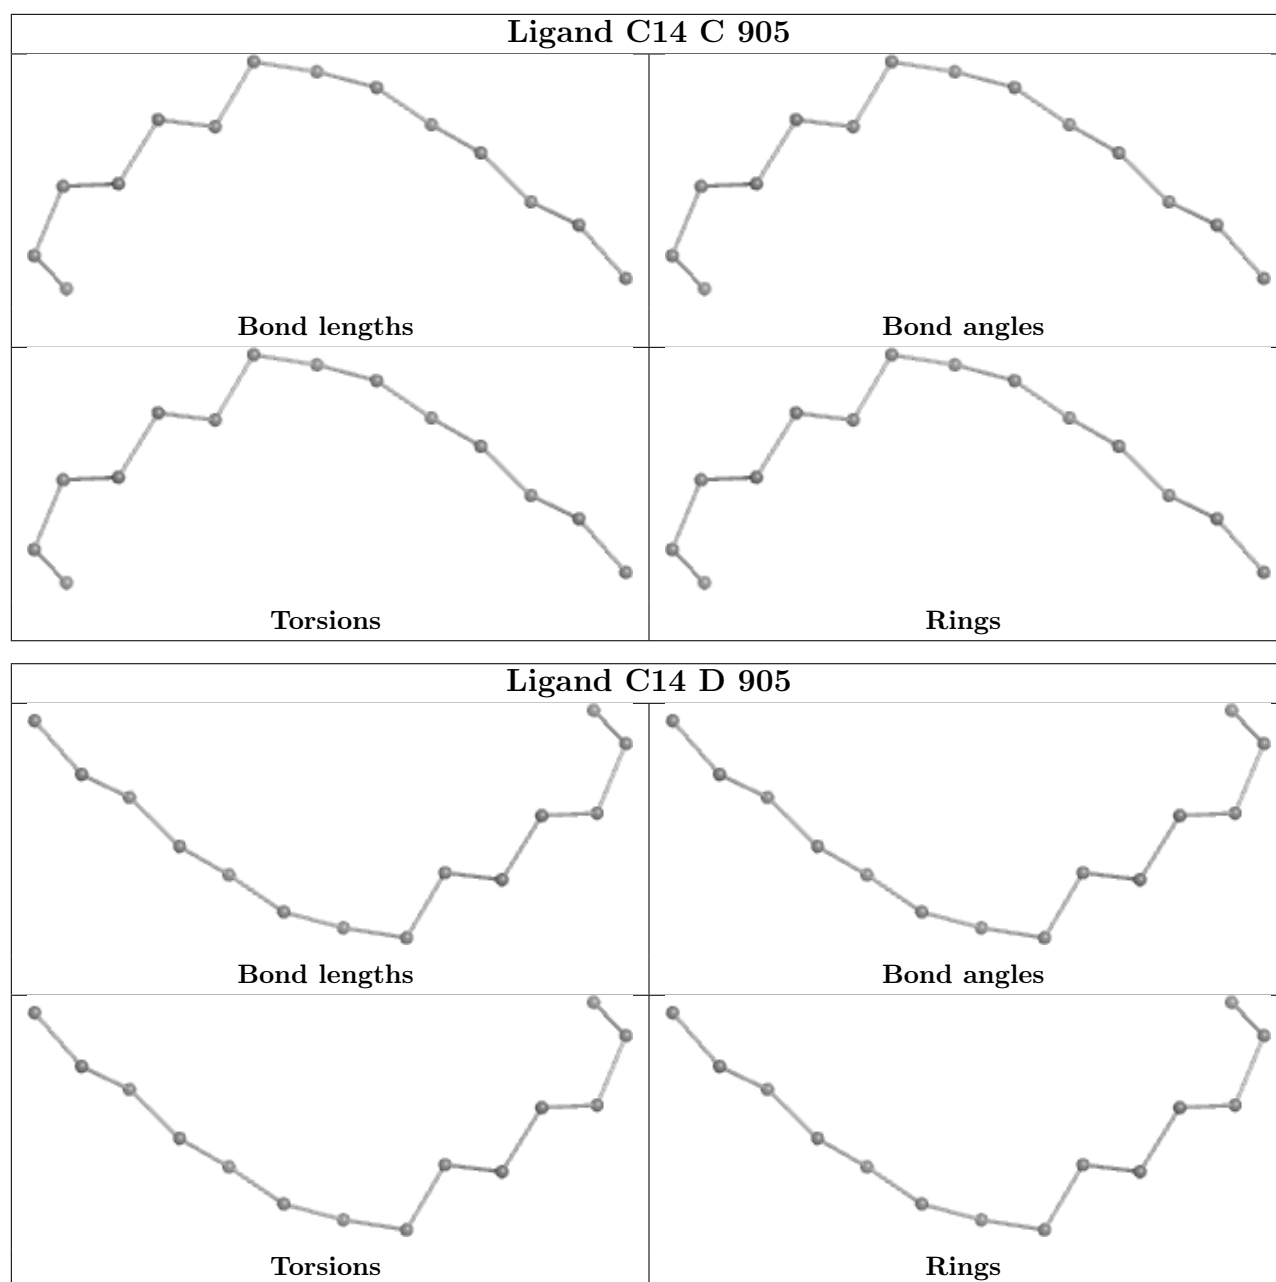 Ligand C14 C 905
Bond lengths
Bond angles
Torsions
Rings
Ligand C14 D 905
Bond lengths
Bond angles
Torsions
Rings